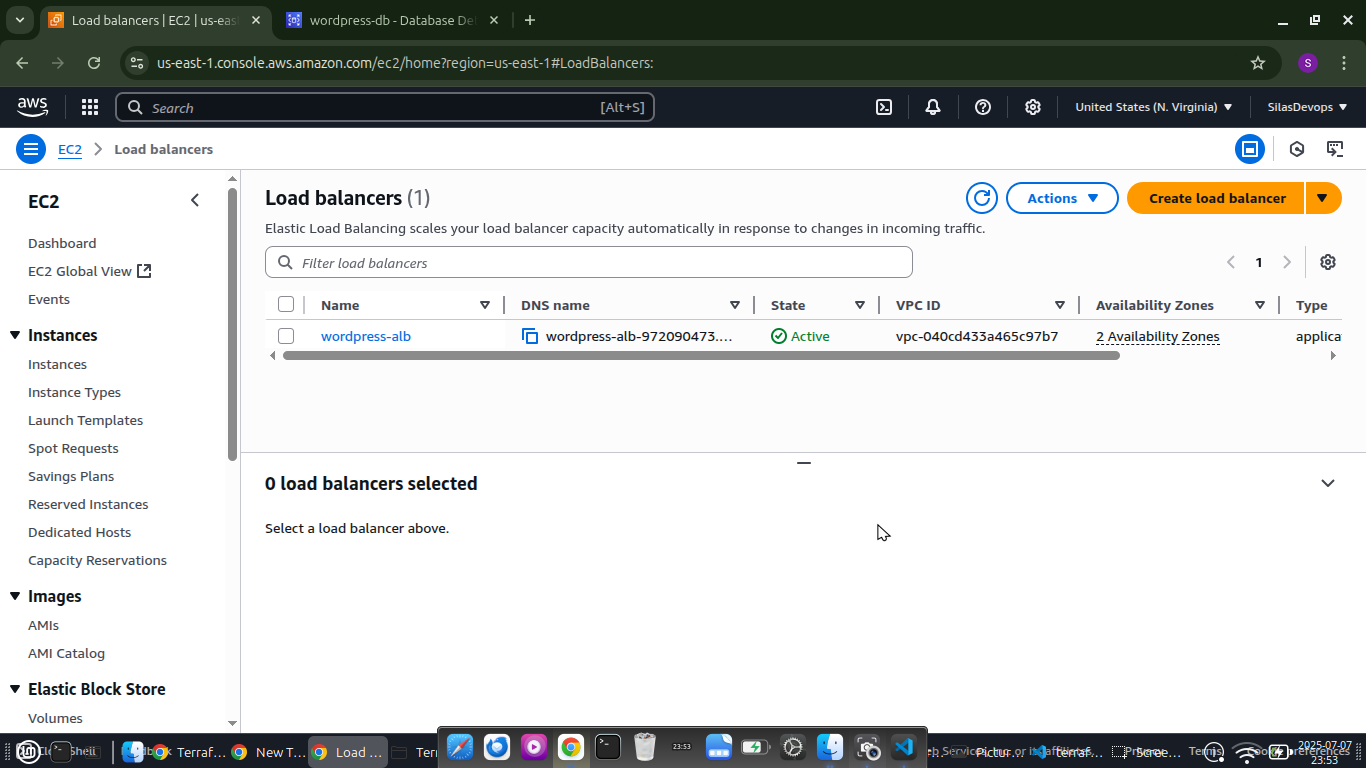 Load balancers | EC2 | us-eas
wordpress-db - Database De
us-east-1.console.aws.amazon.com/ec2/home?region=us-east-1#LoadBalancers:
S
aws
Search
[Alt+S]
United States (N. Virginia)
SilasDevops
EC2
Load balancers
EC2
Dashboard
EC2 Global View
Events
Instances
Instances
Instance Types
Launch Templates
Spot Requests
Savings Plans
Reserved Instances
Dedicated Hosts
Capacity Reservations
Images
AMIs
AMI Catalog
Elastic Block Store
Volumes
Load balancers (1)
Actions
Create load balancer
Elastic Load Balancing scales your load balancer capacity automatically in response to changes in incoming traffic.
Filter load balancers
1
Name DNS name State VPC ID Availability Zones Type
wordpress-alb wordpress-alb-972090473.... Active vpc-040cd433a465c97b7 2 Availability Zones applica
0 load balancers selected
Select a load balancer above.
Terraf...
New T...
Load ...
23:53
Pictur...
terraf...
Scree...
Terms
2025-07-07
23:53